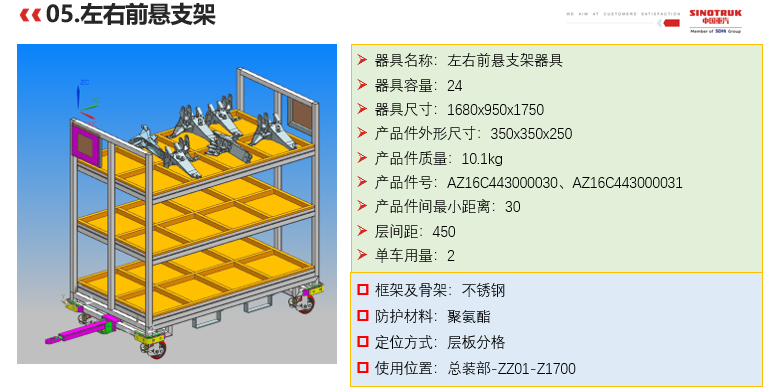 05.左右前悬支架
WE AIM AT CUSTOMERS SATISFACTION
SINOTRUK
中国重汽
Member of SDHI Group
器具名称：左右前悬支架器具
器具容量：24
器具尺寸：1680x950x1750
产品件外形尺寸：350x350x250
产品件质量：10.1kg
产品件号：AZ16C443000030、AZ16C443000031
产品件间最小距离：30
层间距：450
单车用量：2
框架及骨架：不锈钢
防护材料：聚氨酯
定位方式：层板分格
使用位置：总装部-ZZ01-Z1700